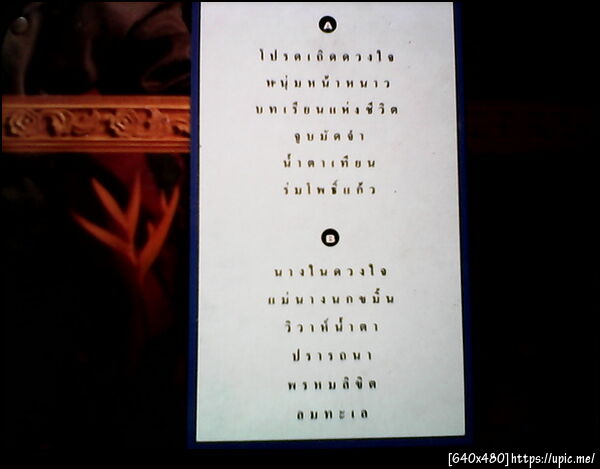 A
โปรดเถิดดวงใจ
หนุ่มหน้าหนาว
บทเรียนแห่งชีวิต
จูบมัดจำ
น้ำตาเทียน
ร่มโพธิ์แก้ว
B
นางในดวงใจ
แม่นางนกขมิ้น
วิวาห์น้ำตา
ปรารถนา
พรหมลิขิต
ลมทะเล
[640x480]https://upic.me/